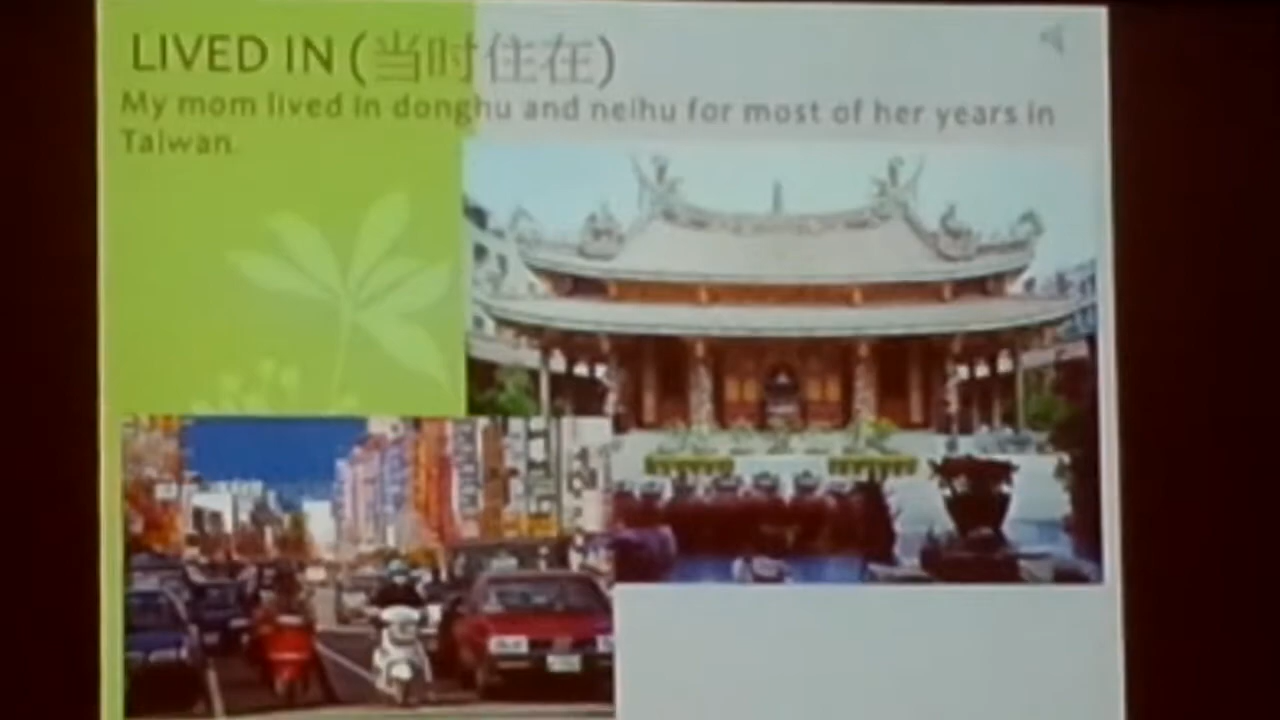 LIVED IN (当时住在)
My mom lived in donghu and neihu for most of her years in
Taiwan.